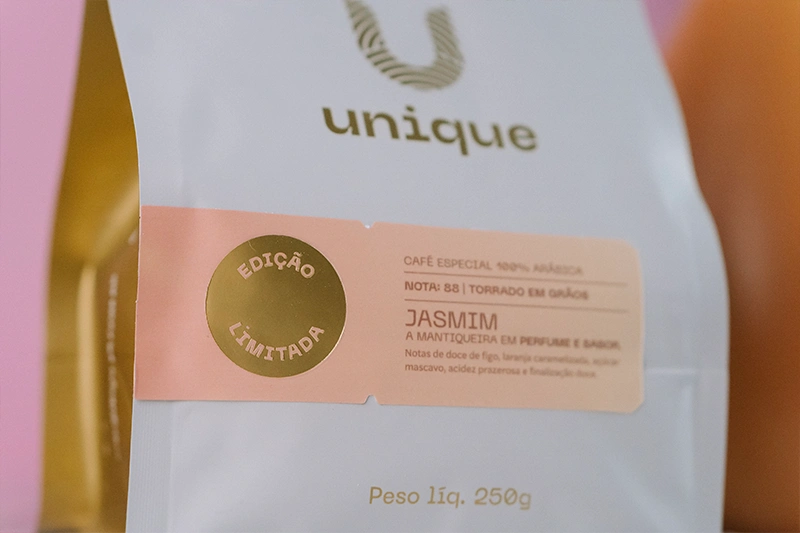 unique
EDIÇÃO
LIMITADA
CAFÉ ESPECIAL 100% ARÁBICA
NOTA: 88 | TORRADO EM GRÃOS
JASMIM
A MANTIQUEIRA EM PERFUME E SABOR.
Notas de doce de figo, laranja caramelizada, açúcar
mascavo, acidez prazerosa e finalização doce.
Peso líq. 250g